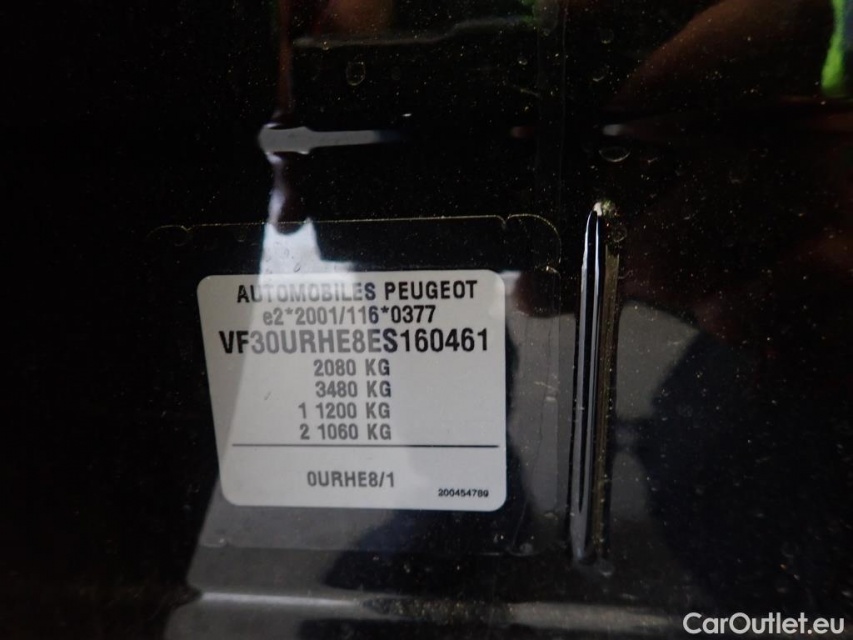 AUTOMOBILES PEUGEOT
e2*2001/116*0377
VF30URHE8ES160461
2080 KG
3480 KG
1 1200 KG
2 1060 KG
0URHE8/1
200454789
CarOutlet.eu